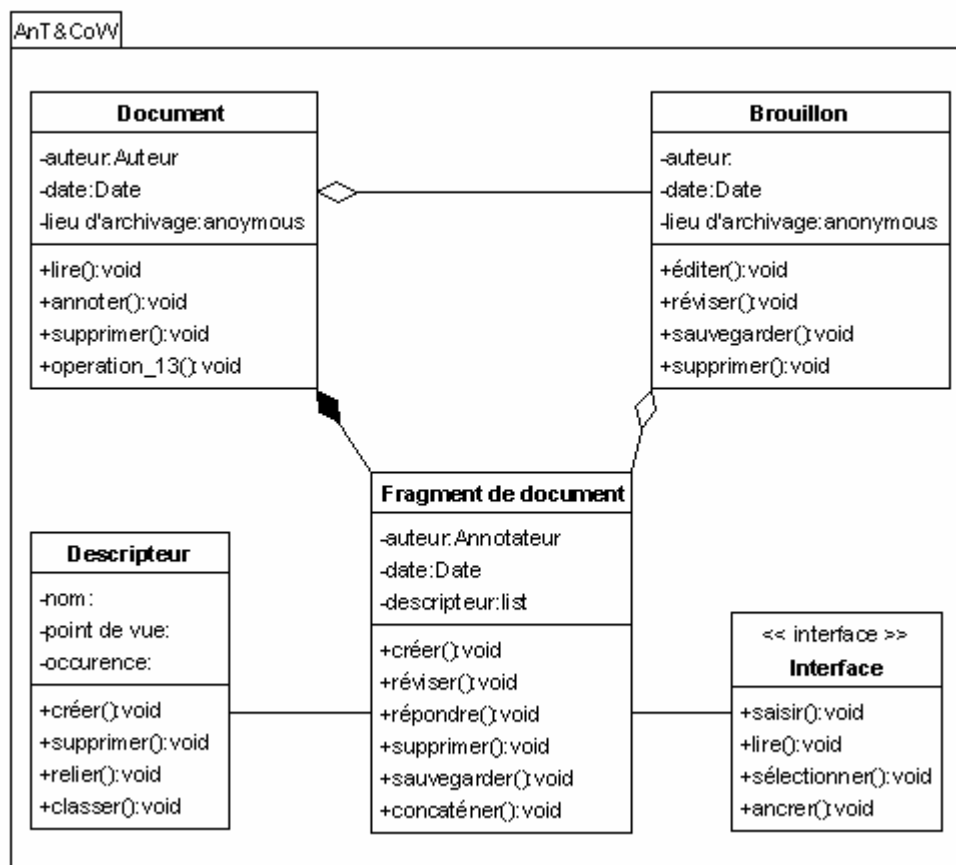 AnT&CoW
Document
-auteur:Auteur
-date:Date
-lieu d'archivage:anoymous
+lire():void
+annoter():void
+supprimer():void
+operation_13():void
Brouillon
-auteur:
-date:Date
-lieu d'archivage:anonymous
+éditer():void
+réviser():void
+sauvegarder():void
+supprimer():void
Fragment de document
-auteur:Annotateur
-date:Date
-descripteur:list
+créer():void
+réviser():void
+répondre():void
+supprimer():void
+sauvegarder():void
+concaténer():void
Descripteur
-nom:
-point de vue:
-occurence:
+créer():void
+supprimer():void
+relier():void
+classer():void
<< interface >>
Interface
+saisir():void
+lire():void
+sélectionner():void
+ancrer():void